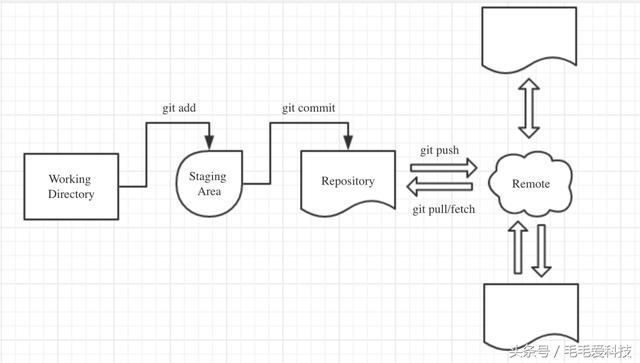 git add
git commit
Working
Directory
Staging
Area
Repository
git push
git pull/fetch
Remote
头条号 / 毛毛爱科技